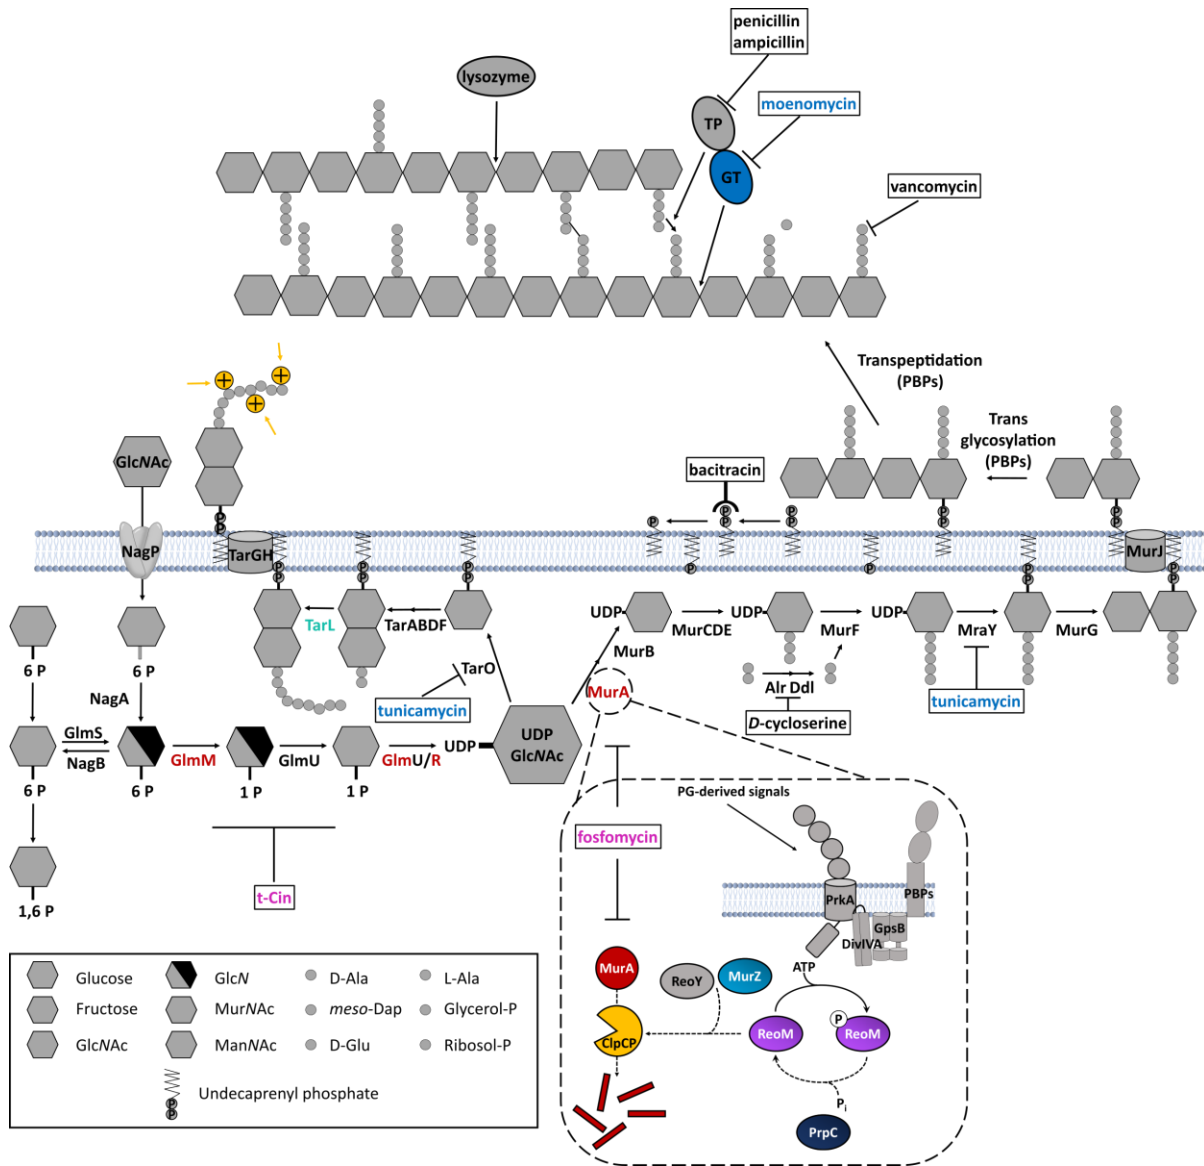 penicillin
ampicillin
lysozyme
moenomycin
TP
GT
vancomycin
Transpeptidation
(PBPs)
Trans
glycosylation
(PBPs)
GlcNAc
bacitracin
P
P
P
P
P
P
P
P
P
P
P
NagP
TarGH
MurJ
P
P
P
P
P
P
P
P
P
P
P
P
UDP
MurCDE
UDP
MurF
UDP
MraY
MurG
TarL
TarABDF
MurB
6 P
6 P
TarO
Alr Ddl
NagA
MurA
tunicamycin
D-cycloserine
tunicamycin
GlmS
NagB
GlmM
GlmU
GlmU/R
UDP
UDP
GlcNAc
6 P
6 P
1 P
1 P
PG-derived signals
fosfomycin
t-Cin
1,6 P
PrkA
PBPs
GpsB
DivIVA
ATP
MurA
ReoY
MurZ
ClpCP
ReoM
P
ReoM
Pi
PrpC
Glucose
GlcN
D-Ala
L-Ala
Fructose
MurNAc
meso-Dap
Glycerol-P
GlcNAc
ManNAc
D-Glu
Ribosol-P
P
P
Undecaprenyl phosphate